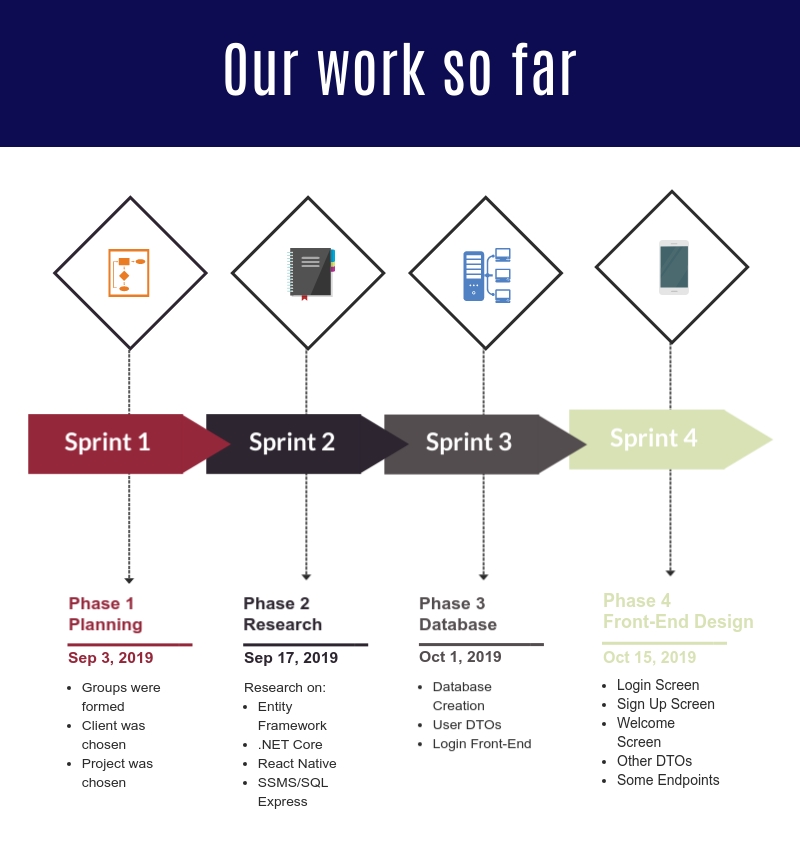 Our work so far
Sprint 1
Sprint 2
Sprint 3
Sprint 4
Phase 1
Planning
Sep 3, 2019
• Groups were
formed
• Client was
chosen
• Project was
chosen
Phase 2
Research
Sep 17, 2019
Research on:
• Entity
Framework
• .NET Core
• React Native
• SSMS/SQL
Express
Phase 3
Database
Oct 1, 2019
• Database
Creation
• User DTOs
• Login Front-End
Phase 4
Front-End Design
Oct 15, 2019
• Login Screen
• Sign Up Screen
• Welcome
Screen
• Other DTOs
• Some Endpoints